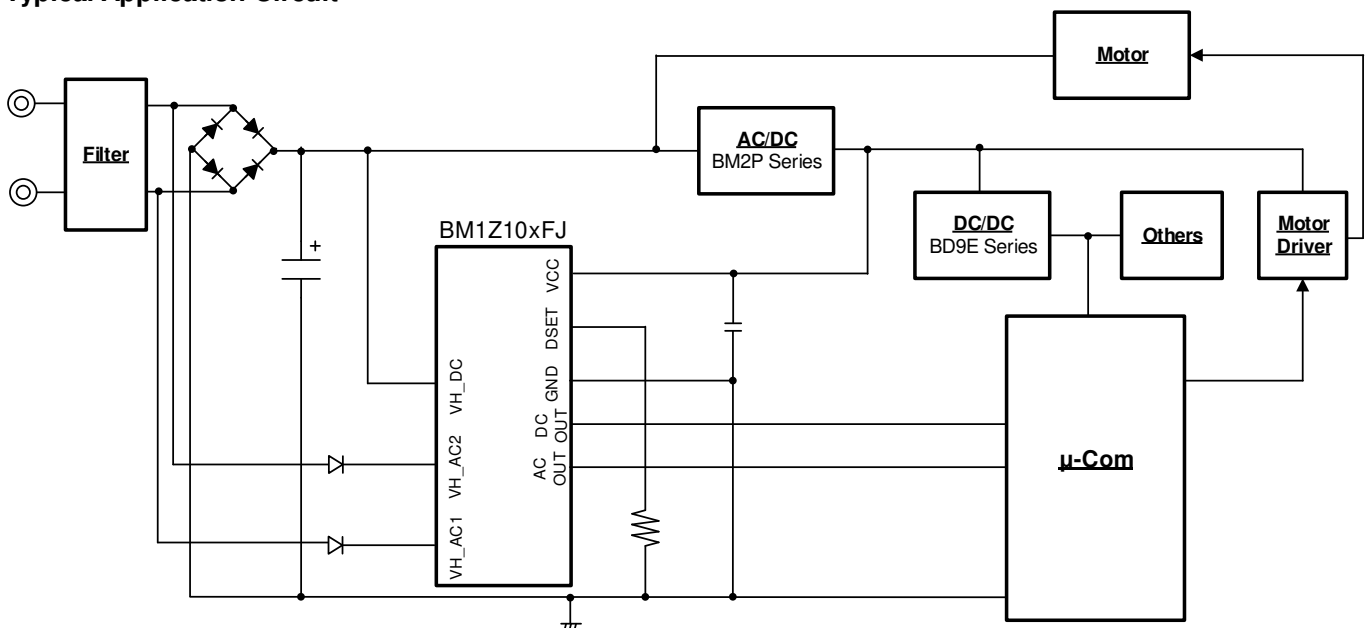 Typical Application Circuit
Motor
Filter
AC/DC
BM2P Series
DC/DC
BD9E Series
Others
Motor
Driver
BM1Z10xFJ
VCC
DSET
GND
DC
OUT
AC
OUT
VH_DC
VH_AC2
VH_AC1
+
µ-Com